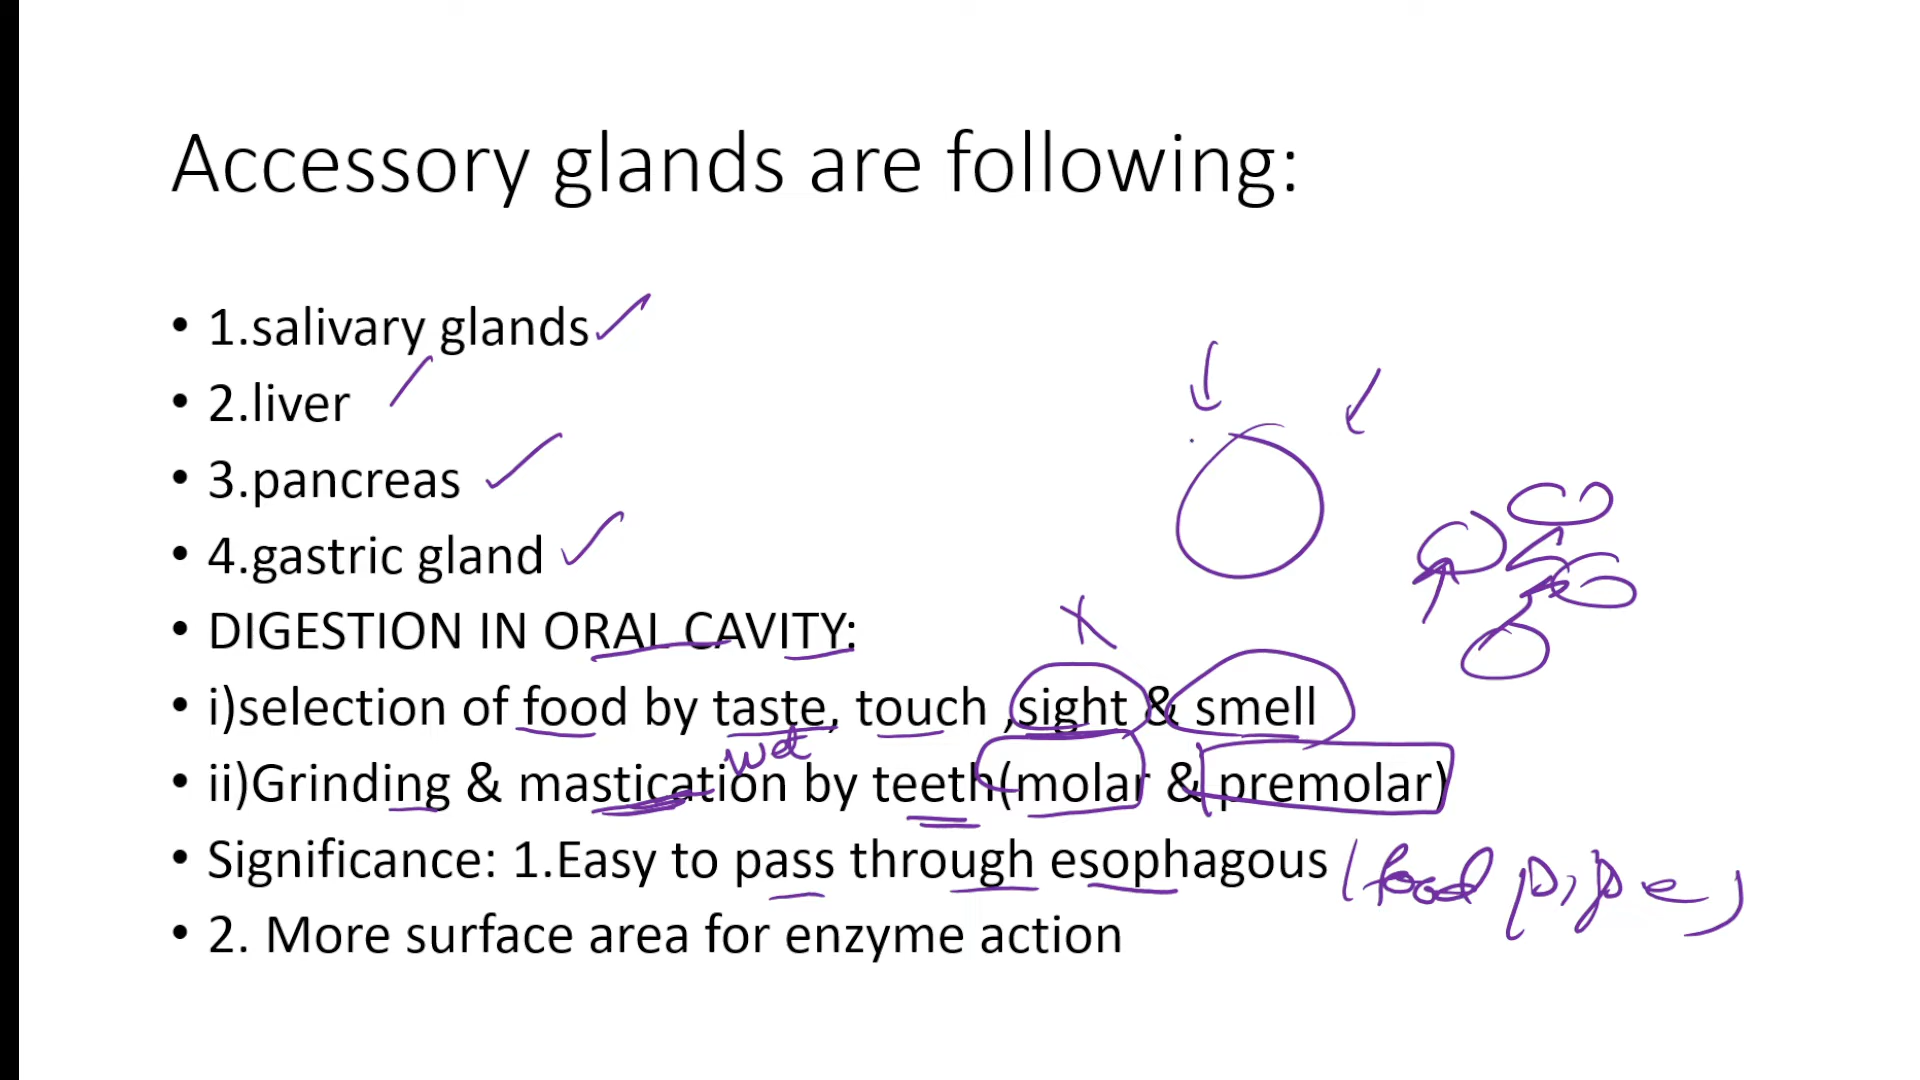 Accessory glands are following:
• 1.salivary glands
• 2.liver
• 3.pancreas
• 4.gastric gland
• DIGESTION IN ORAL CAVITY:
• i)selection of food by taste, touch ,sight & smell
wet
• ii)Grinding & mastication by teeth(molar & premolar)
• Significance: 1.Easy to pass through esophagous (food pipe)
• 2. More surface area for enzyme action